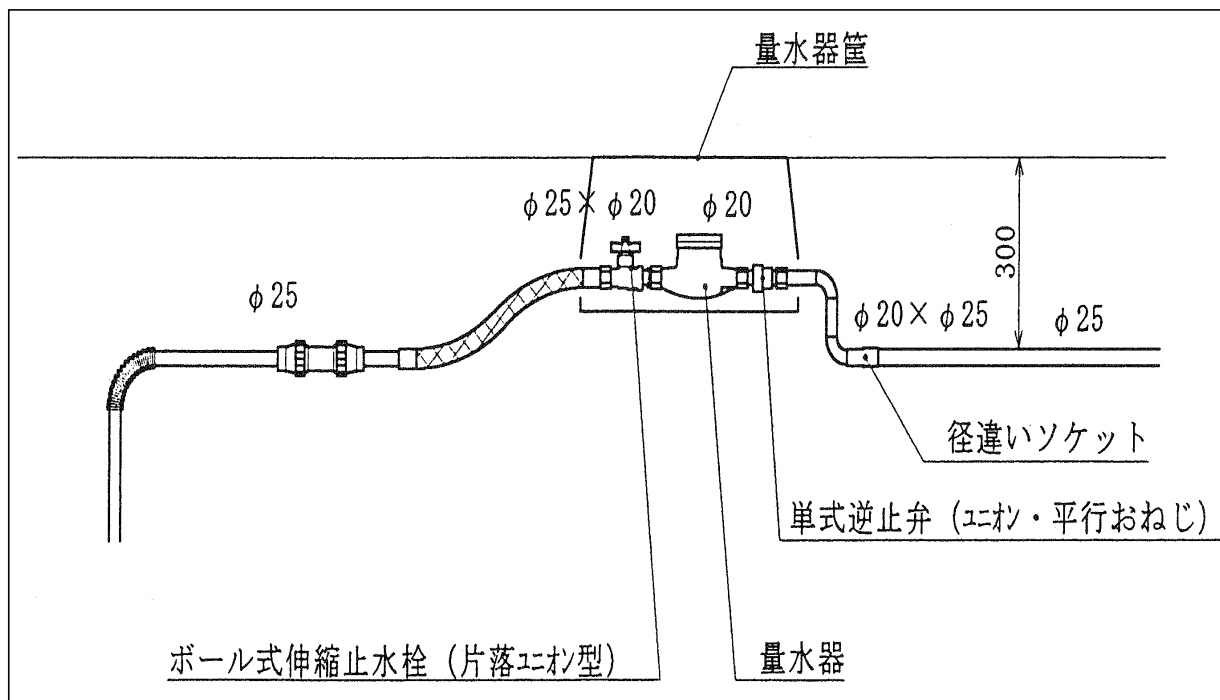 量水器筐
φ25×φ20
φ20
300
φ25
φ20×φ25
φ25
径違いソケット
単式逆止弁（ﾕﾆｵﾝ・平行おねじ）
ボール式伸縮止水栓（片落ﾕﾆｵﾝ型）
量水器